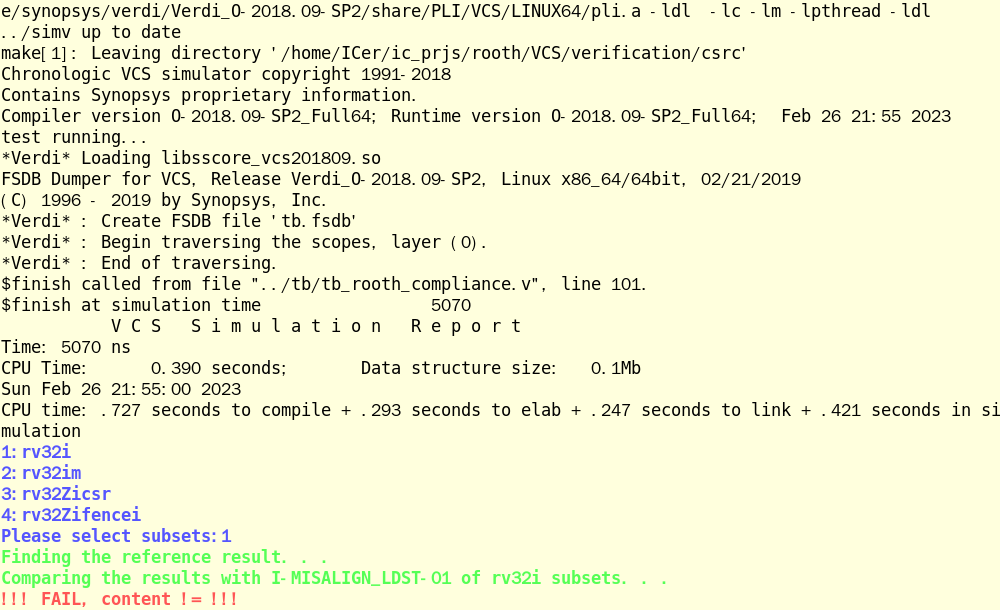 e/synopsys/verdi/Verdi_O-2018.09-SP2/share/PLI/VCS/LINUX64/pli.a -ldl  -lc -lm -lpthread -ldl
../simv up to date
make[1]: Leaving directory '/home/ICer/ic_prjs/rooth/VCS/verification/csrc'
Chronologic VCS simulator copyright 1991-2018
Contains Synopsys proprietary information.
Compiler version O-2018.09-SP2_Full64; Runtime version O-2018.09-SP2_Full64;  Feb 26 21:55 2023
test running...
*Verdi* Loading libsscore_vcs201809.so
FSDB Dumper for VCS, Release Verdi_O-2018.09-SP2, Linux x86_64/64bit, 02/21/2019
(C) 1996 - 2019 by Synopsys, Inc.
*Verdi* : Create FSDB file 'tb.fsdb'
*Verdi* : Begin traversing the scopes, layer (0).
*Verdi* : End of traversing.
$finish called from file "../tb/tb_rooth_compliance.v", line 101.
$finish at simulation time                 5070
           V C S   S i m u l a t i o n   R e p o r t
Time: 5070 ns
CPU Time:      0.390 seconds;       Data structure size:   0.1Mb
Sun Feb 26 21:55:00 2023
CPU time: .727 seconds to compile + .293 seconds to elab + .247 seconds to link + .421 seconds in si
mulation
1:rv32i
2:rv32im
3:rv32Zicsr
4:rv32Zifencei
Please select subsets:1
Finding the reference result. . .
Comparing the results with I-MISALIGN_LDST-01 of rv32i subsets. . .
!!! FAIL, content != !!!